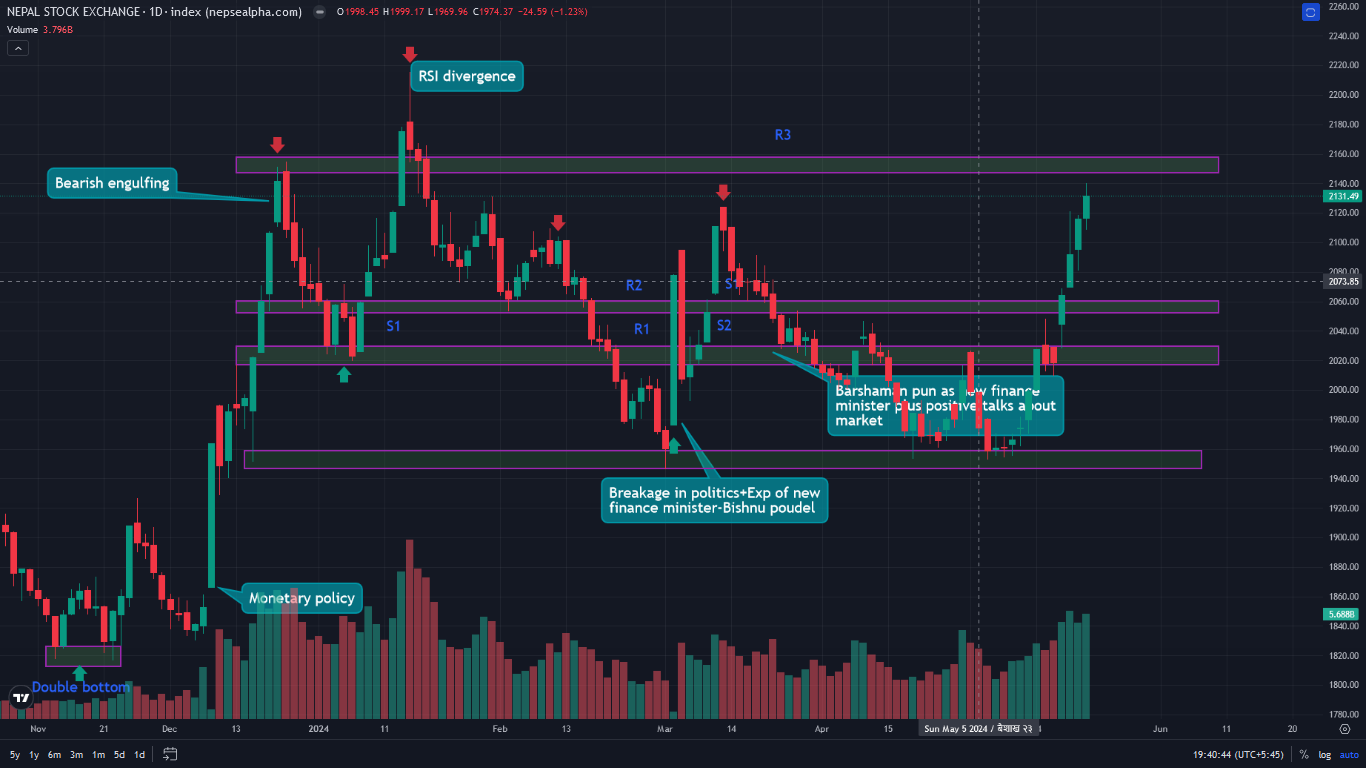 NEPAL STOCK EXCHANGE · 1D · index (nepsealpha.com) O1998.45 H1999.17 L1969.96 C1974.37 −24.59 (−1.23%)
Volume 3.796B
RSI divergence
R3
Bearish engulfing
R2
S1
R1
S2
Barshaman pun as new finance
minister plus positive talks about
market
Breakage in politics+Exp of new
finance minister-Bishnu poudel
Monetary policy
Double bottom
2260.00
2240.00
2220.00
2200.00
2180.00
2160.00
2140.00
2131.49
2120.00
2100.00
2080.00
2073.85
2060.00
2040.00
2020.00
2000.00
1980.00
1960.00
1940.00
1920.00
1900.00
1880.00
1860.00
5.688B
1840.00
1820.00
1800.00
1780.00
Nov 21 Dec 13 2024 11 Feb 13 Mar 14 Apr 15 Sun May 5 2024 / बैशाख २३ Jun 11 20
5y 1y 6m 3m 1m 5d 1d 19:40:44 (UTC+5:45) % log auto